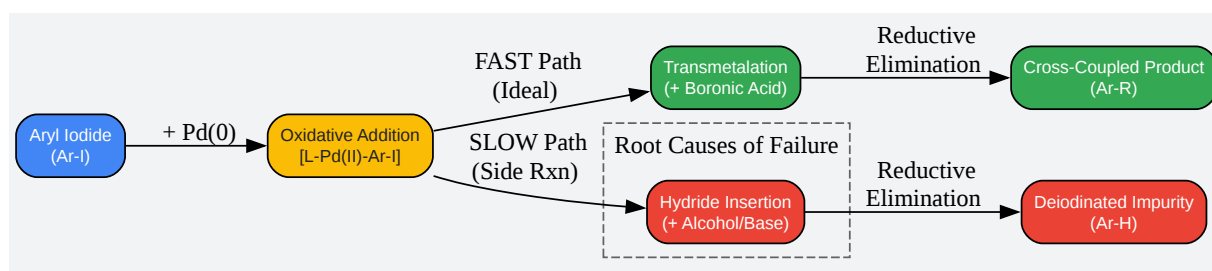 Aryl Iodide
(Ar-I)
+ Pd(0)
Oxidative Addition
[L-Pd(II)-Ar-I]
FAST Path
(Ideal)
Transmetalation
(+ Boronic Acid)
Reductive
Elimination
Cross-Coupled Product
(Ar-R)
SLOW Path
(Side Rxn)
Root Causes of Failure
Hydride Insertion
(+ Alcohol/Base)
Reductive
Elimination
Deiodinated Impurity
(Ar-H)